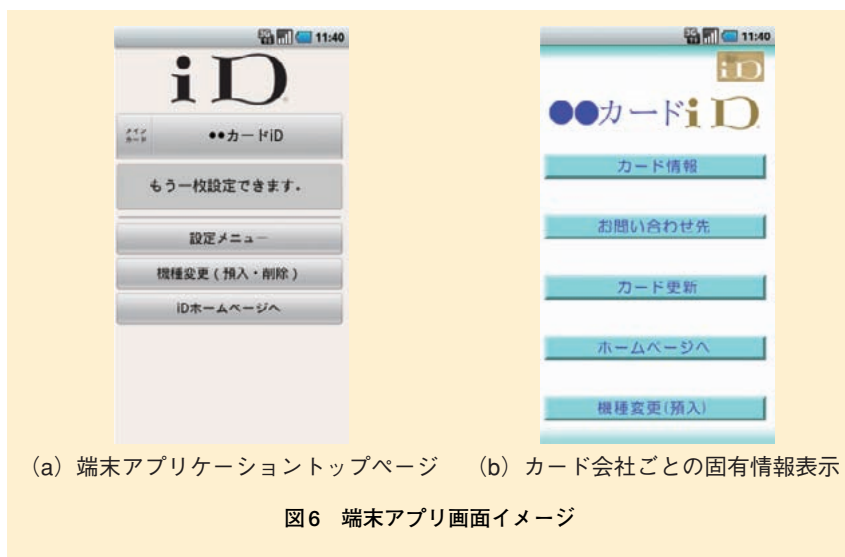 11:40
iD
メイン
カード
●●カードiD
もう一枚設定できます。
設定メニュー
機種変更(預入・削除)
iDホームページへ
(a)端末アプリケーショントップページ
11:40
iD
●●カードiD
カード情報
お問い合わせ先
カード更新
ホームページへ
機種変更(預入)
(b)カード会社ごとの固有情報表示
図6 端末アプリ画面イメージ